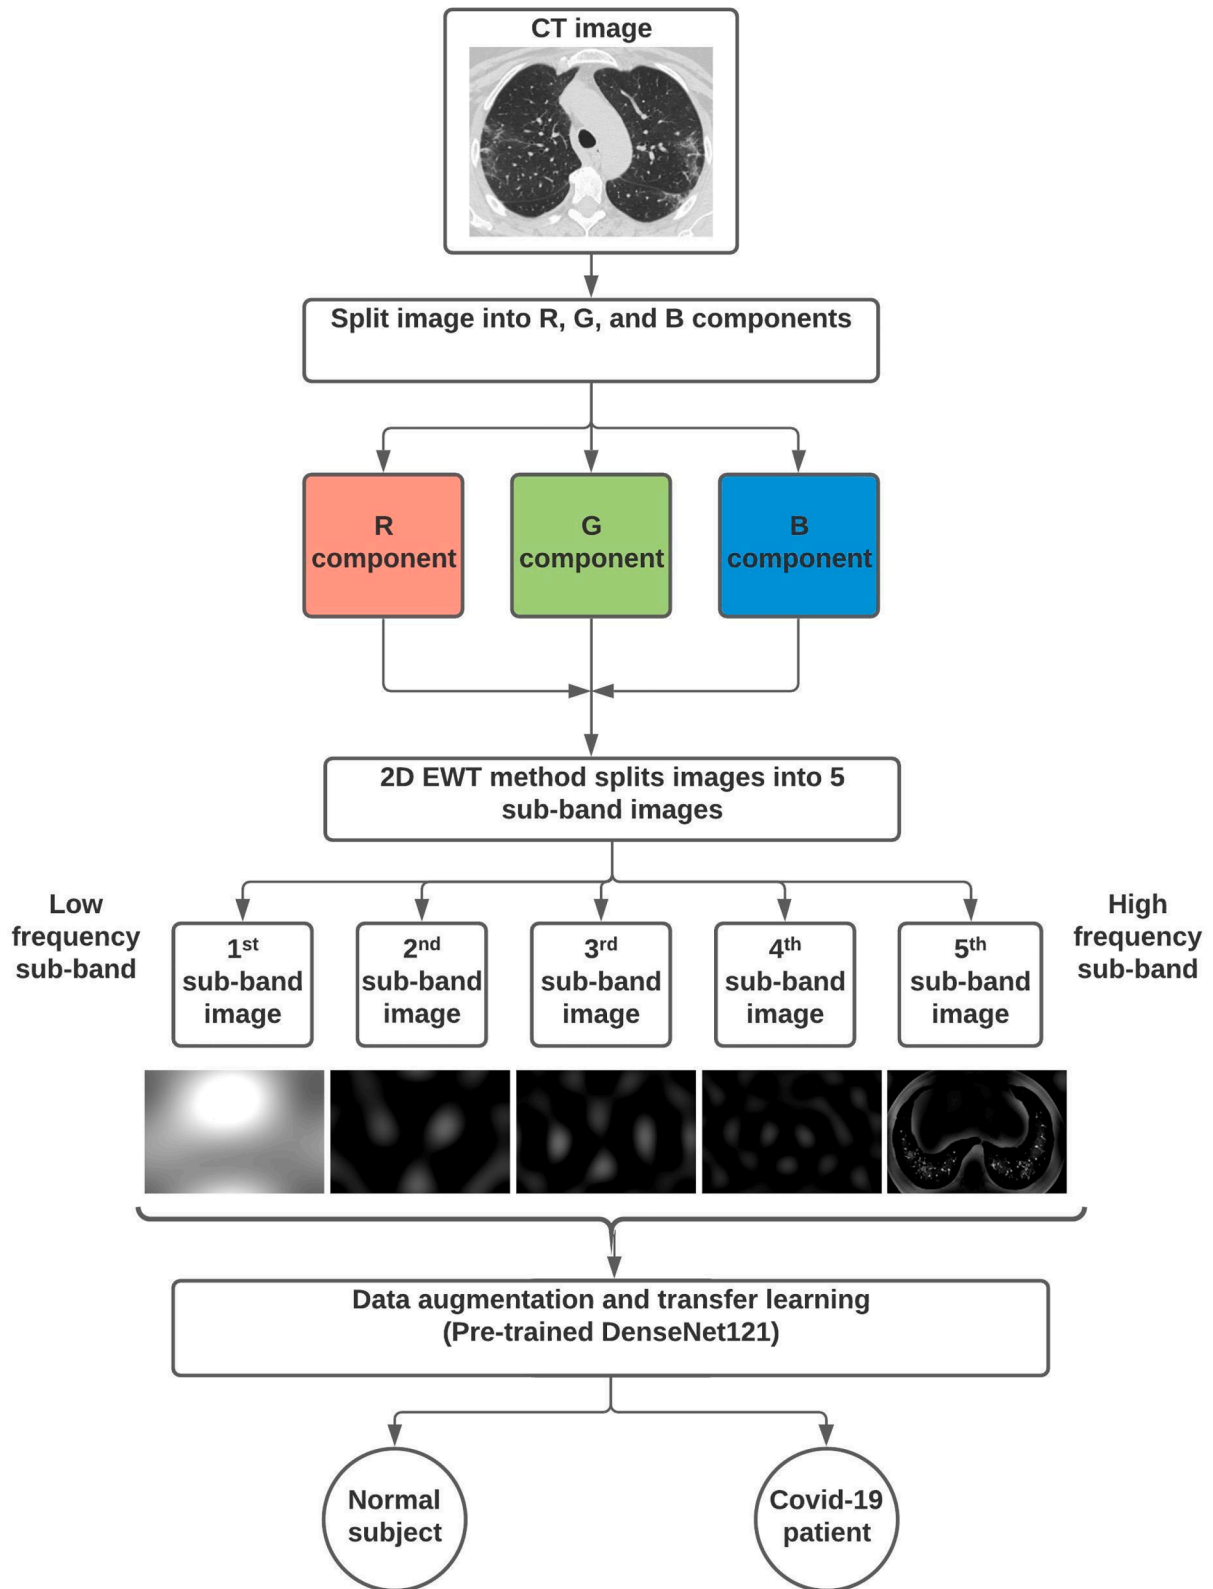 CT image
Split image into R, G, and B components
R
component
G
component
B
component
2D EWT method splits images into 5
sub-band images
Low
frequency
sub-band
1st
sub-band
image
2nd
sub-band
image
3rd
sub-band
image
4th
sub-band
image
5th
sub-band
image
High
frequency
sub-band
Data augmentation and transfer learning
(Pre-trained DenseNet121)
Normal
subject
Covid-19
patient